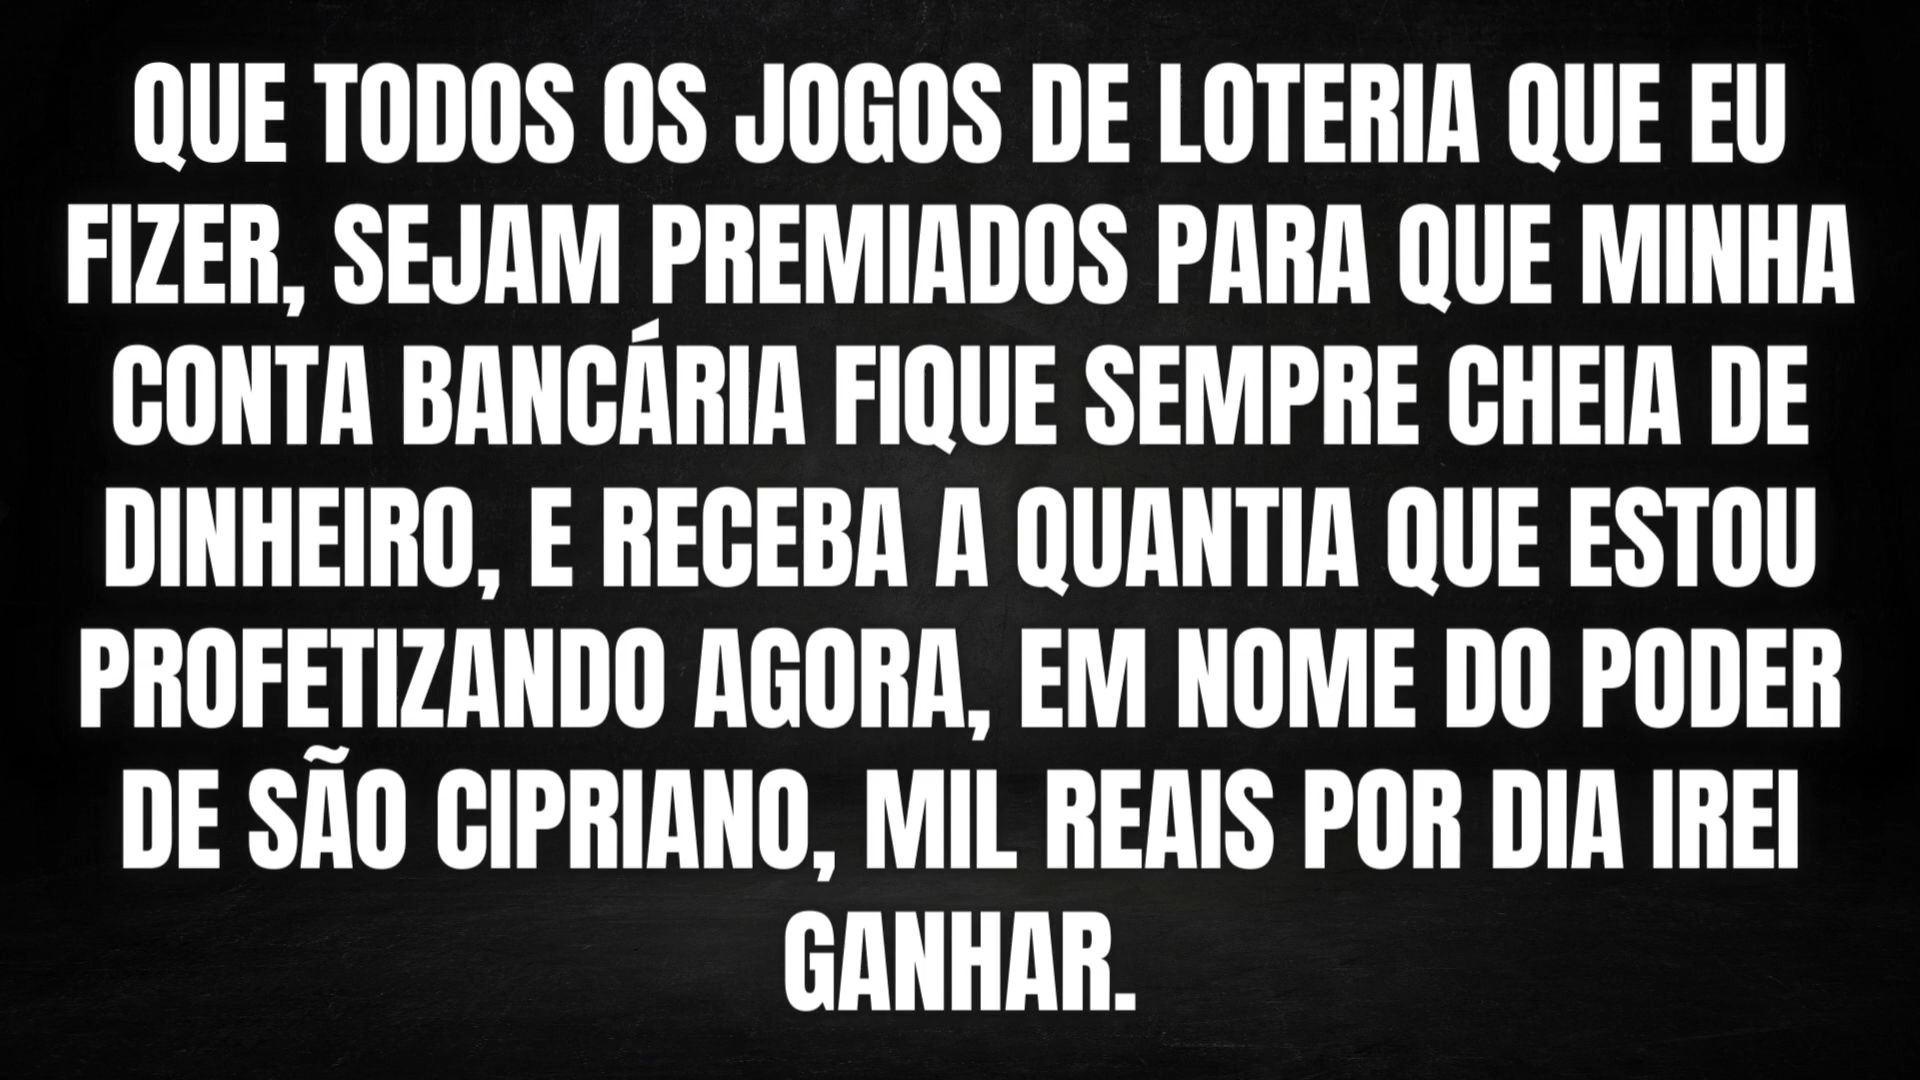 QUE TODOS OS JOGOS DE LOTERIA QUE EU
FIZER, SEJAM PREMIADOS PARA QUE MINHA
CONTA BANCÁRIA FIQUE SEMPRE CHEIA DE
DINHEIRO, E RECEBA A QUANTIA QUE ESTOU
PROFETIZANDO AGORA, EM NOME DO PODER
DE SÃO CIPRIANO, MIL REAIS POR DIA IREI
GANHAR.